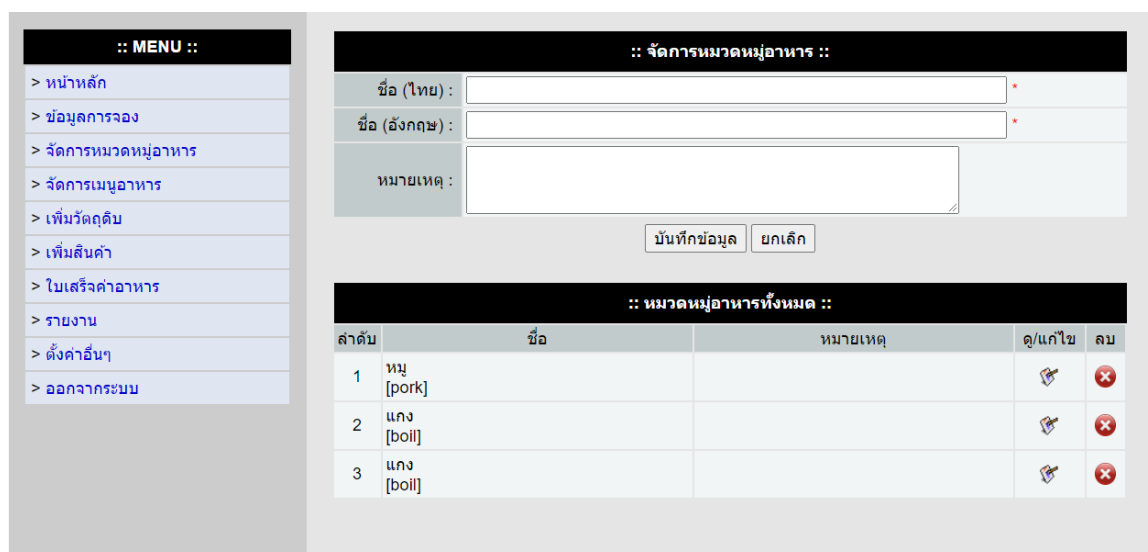 :: MENU ::
> หน้าหลัก
> ข้อมูลการจอง
> จัดการหมวดหมู่อาหาร
> จัดการเมนูอาหาร
> เพิ่มวัตถุดิบ
> เพิ่มสินค้า
> ใบเสร็จค่าอาหาร
> รายงาน
> ตั้งค่าอื่นๆ
> ออกจากระบบ
:: จัดการหมวดหมู่อาหาร ::
ชื่อ (ไทย) : *
ชื่อ (อังกฤษ) : *
หมายเหตุ :
บันทึกข้อมูล ยกเลิก
:: หมวดหมู่อาหารทั้งหมด ::
ลำดับ ชื่อ หมายเหตุ ดู/แก้ไข ลบ
1 หมู
[pork]
2 แกง
[boil]
3 แกง
[boil]